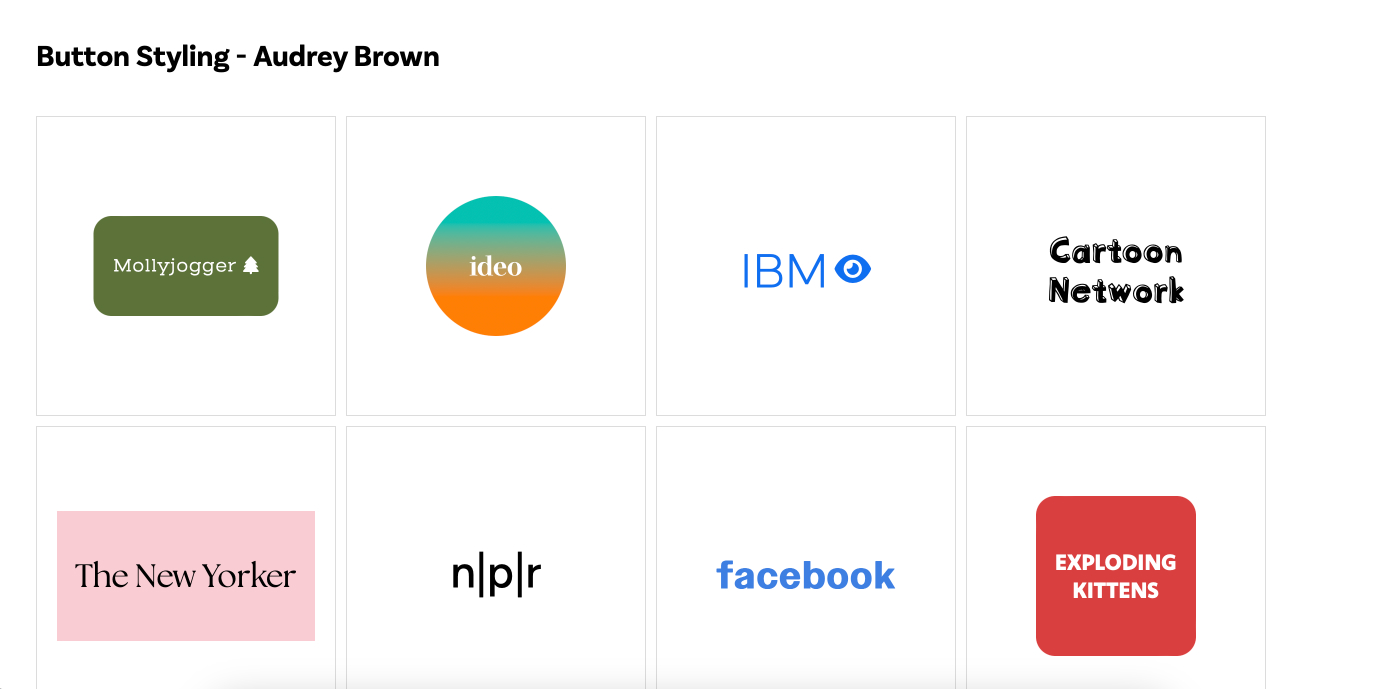 Button Styling - Audrey Brown
Mollyjogger
ideo
IBM
Cartoon
Network
The New Yorker
n|p|r
facebook
EXPLODING
KITTENS